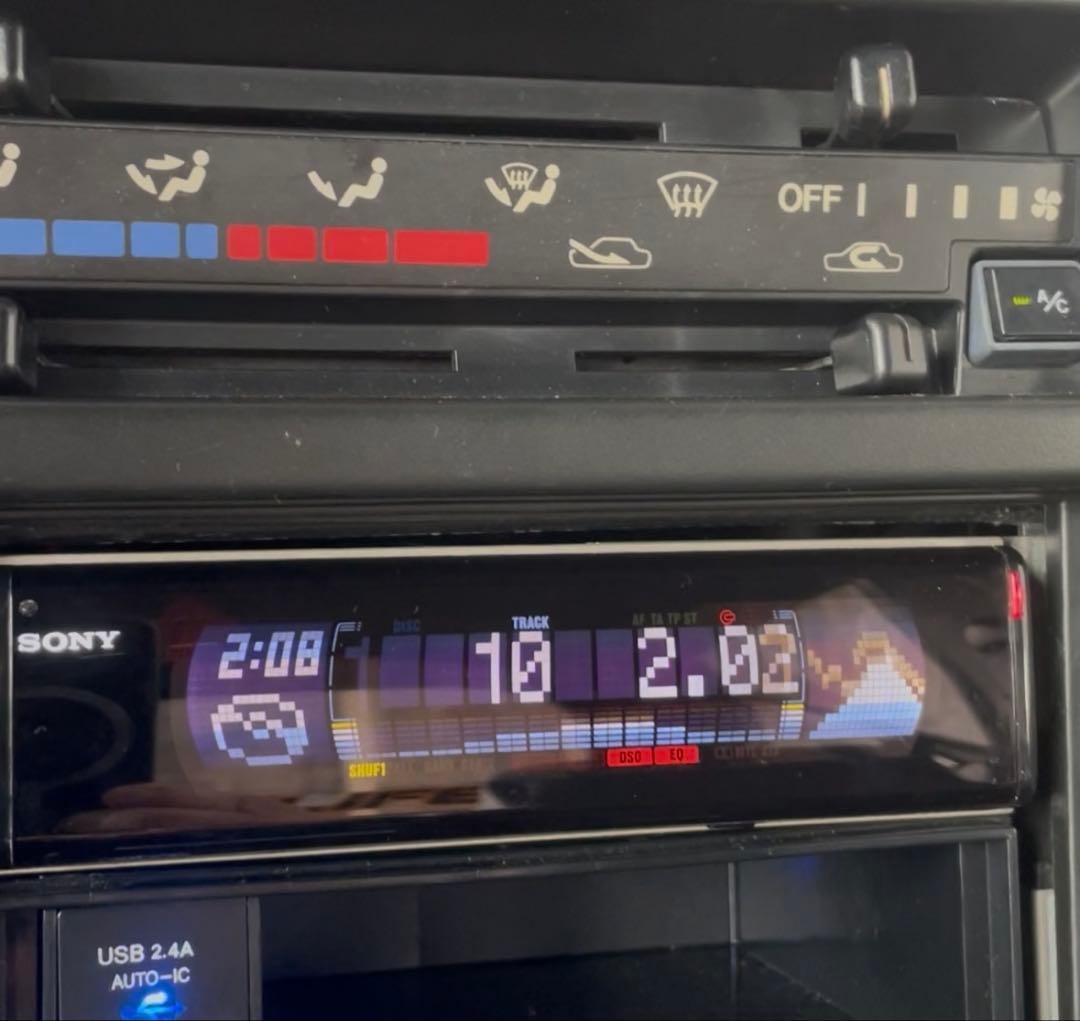 OFF
A/C
SONY
DISC
TRACK
AF TA TP ST
2:08
10
2.02
SHUF1
DSO
EQ
USB 2.4A
AUTO-IC